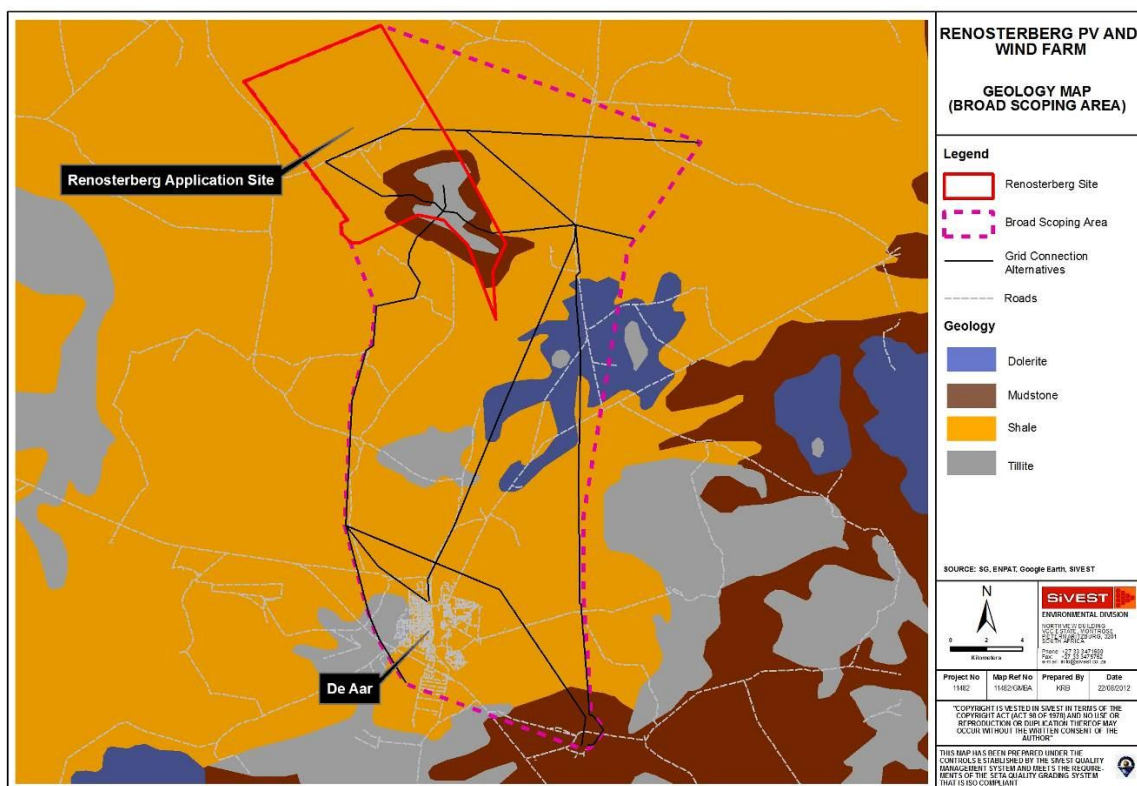 Renosterberg Application Site
De Aar
RENOSTERBERG PV AND
WIND FARM
GEOLOGY MAP
(BROAD SCOPING AREA)
Legend
Renosterberg Site
Broad Scoping Area
Grid Connection
Alternatives
Roads
Geology
Dolerite
Mudstone
Shale
Tillite
SOURCE: SG, ENPAT, Google Earth, SiVEST
N
0 2 4
Kilometers
SiVEST
ENVIRONMENTAL DIVISION
SOUTH AFRICA
Project No
11482
Map Ref No
11482/GM/BA
Prepared By
KRB
Date
22/08/2012
"COPYRIGHT IS VESTED IN SIVEST IN TERMS OF THE
COPYRIGHT ACT (ACT 98 OF 1978) AND NO USE OR
REPRODUCTION OR DUPLICATION THEREOF MAY
OCCUR WITHOUT THE WRITTEN CONSENT OF THE
AUTHOR"
THIS MAP HAS BEEN PREPARED UNDER THE
CONTROLS ESTABLISHED BY THE SIVEST QUALITY
MANAGEMENT SYSTEM AND MEETS THE REQUIRE-
MENTS OF THE SETA QUALITY GRADING SYSTEM
THAT IS ISO COMPLIANT